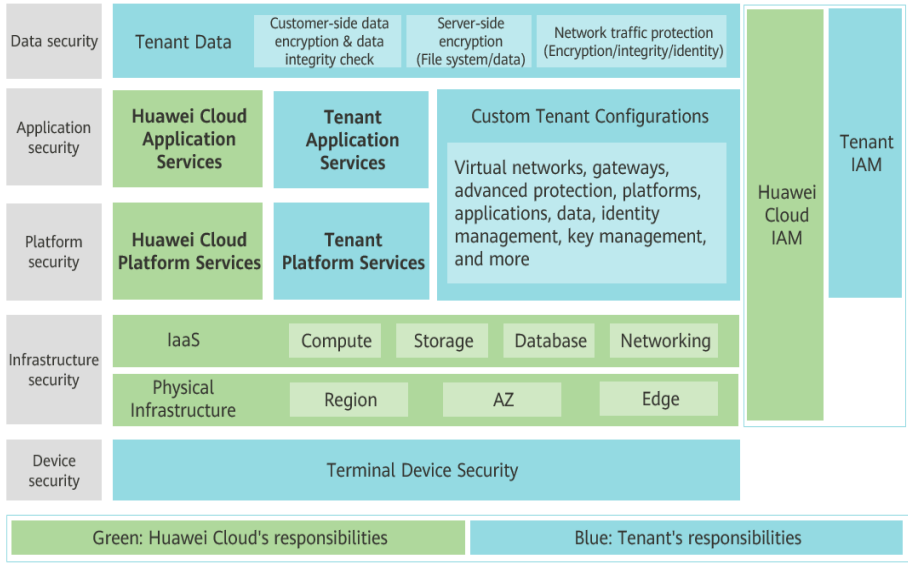 Data security
Tenant Data
Customer-side data
encryption & data
integrity check
Server-side
encryption
(File system/data)
Network traffic protection
(Encryption/integrity/identity)
Application
security
Huawei Cloud
Application
Services
Tenant
Application
Services
Custom Tenant Configurations
Virtual networks, gateways,
advanced protection, platforms,
applications, data, identity
management, key management,
and more
Platform
security
Huawei Cloud
Platform Services
Tenant
Platform Services
Huawei
Cloud
IAM
Tenant
IAM
Infrastructure
security
IaaS
Compute
Storage
Database
Networking
Physical
Infrastructure
Region
AZ
Edge
Device
security
Terminal Device Security
Green: Huawei Cloud's responsibilities
Blue: Tenant's responsibilities